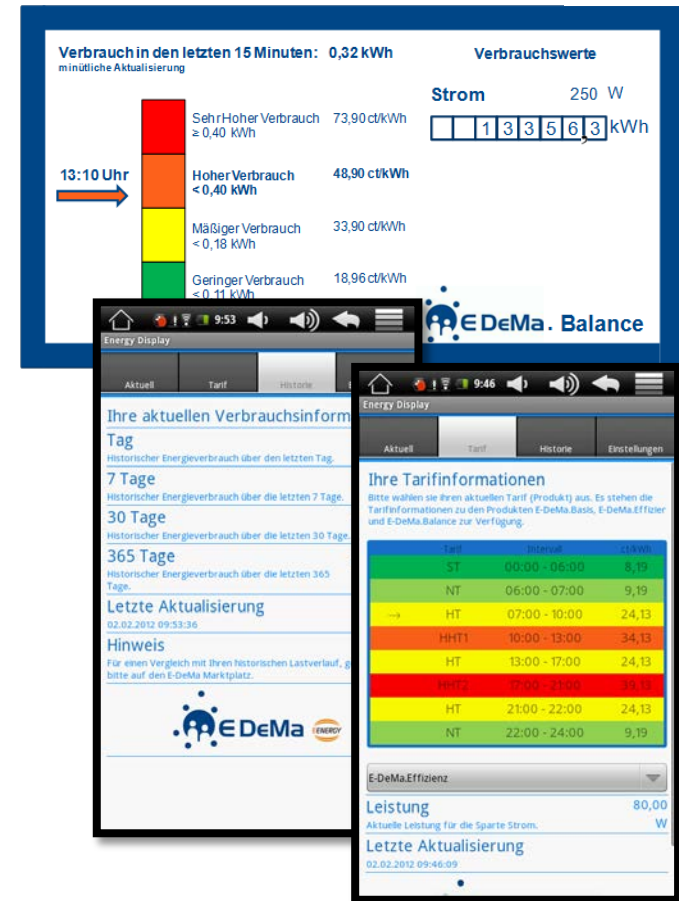 Verbrauch in den letzten 15 Minuten: 0,32 kWh
minütliche Aktualisierung
Verbrauchswerte
Strom 250 W
133556,3 kWh
Sehr Hoher Verbrauch 73,90 ct/kWh
≥ 0,40 kWh
13:10 Uhr
Hoher Verbrauch 48,90 ct/kWh
< 0,40 kWh
Mäßiger Verbrauch 33,90 ct/kWh
< 0,18 kWh
Geringer Verbrauch 18,96 ct/kWh
< 0,11 kWh
E DeMa. Balance
9:53
Energy Display
Aktuell Tarif Historie E
Ihre aktuellen Verbrauchsinform
Tag
Historischer Energieverbrauch über den letzten Tag.
7 Tage
Historischer Energieverbrauch über die letzten 7 Tage.
30 Tage
Historischer Energieverbrauch über die letzten 30 Tage.
365 Tage
Historischer Energieverbrauch über die letzten 365
Tage.
Letzte Aktualisierung
02.02.2012 09:53:36
Hinweis
Für einen Vergleich mit Ihren historischen Lastverlauf, g
bitte auf den E-DeMa Marktplatz.
E DeMa ENERGY
9:46
Energy Display
Aktuell Tarif Historie Einstellungen
Ihre Tarifinformationen
Bitte wählen sie ihren aktuellen Tarif (Produkt) aus. Es stehen die
Tarifinformationen zu den Produkten E-DeMa.Basis, E-DeMa.Effizier
und E-DeMa.Balance zur Verfügung.
Tarif Intervall ct/kWh
ST 00:00 - 06:00 8,19
NT 06:00 - 07:00 9,19
→ HT 07:00 - 10:00 24,13
HHT1 10:00 - 13:00 34,13
HT 13:00 - 17:00 24,13
HHT2 17:00 - 21:00 39,13
HT 21:00 - 22:00 24,13
NT 22:00 - 24:00 9,19
E-DeMa.Effizienz
Leistung 80,00
Aktuelle Leistung für die Sparte Strom. W
Letzte Aktualisierung
02.02.2012 09:46:09